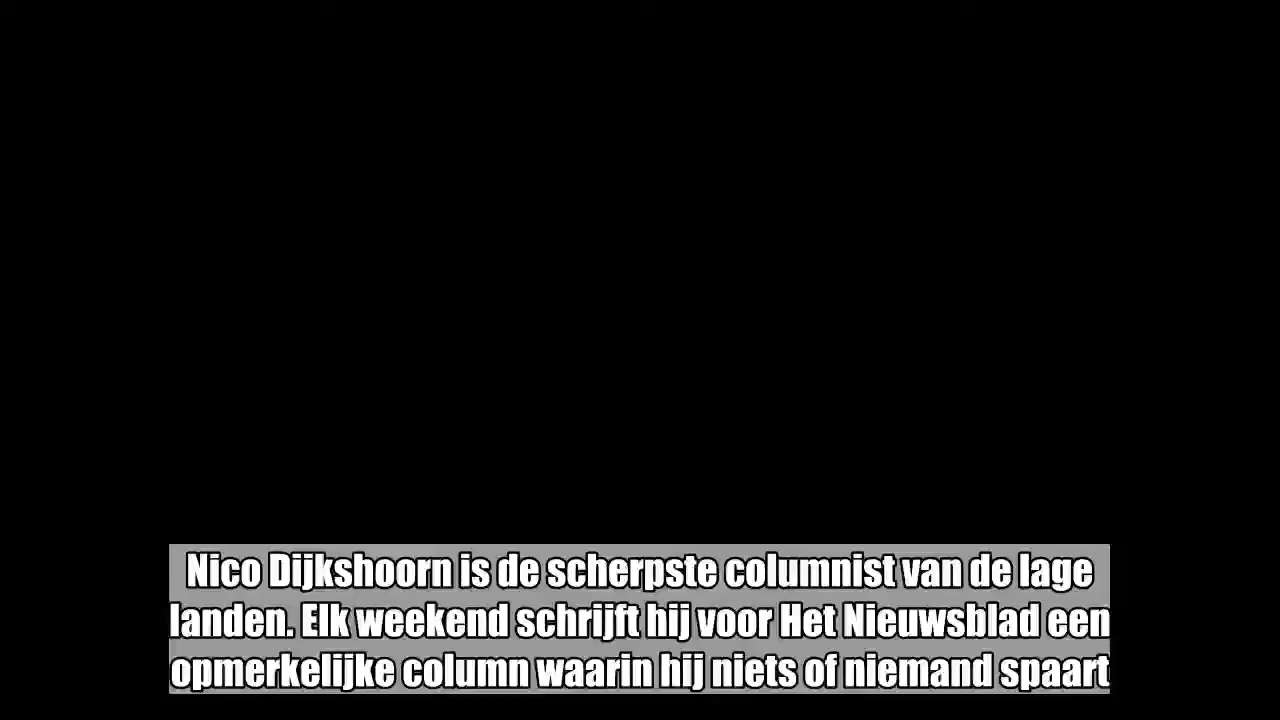 Nico Dijkshoorn is de scherpste columnist van de lage
landen. Elk weekend schrijft hij voor Het Nieuwsblad een
opmerkelijke column waarin hij niets of niemand spaart